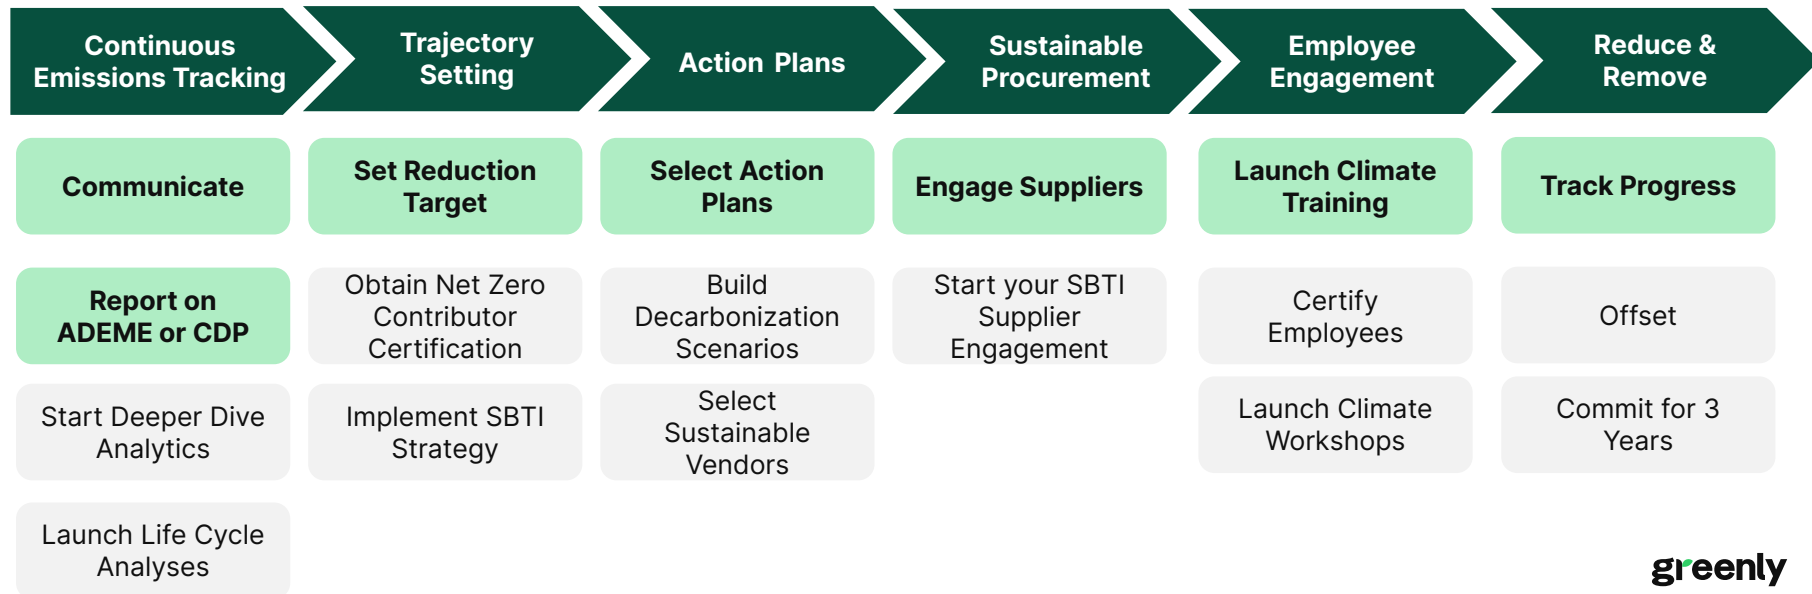 Continuous
Emissions Tracking
Trajectory
Setting
Action Plans
Sustainable
Procurement
Employee
Engagement
Reduce &
Remove
Communicate
Set Reduction
Target
Select Action
Plans
Engage Suppliers
Launch Climate
Training
Track Progress
Report on
ADEME or CDP
Obtain Net Zero
Contributor
Certification
Build
Decarbonization
Scenarios
Start your SBTI
Supplier
Engagement
Certify
Employees
Offset
Start Deeper Dive
Analytics
Implement SBTI
Strategy
Select
Sustainable
Vendors
Launch Climate
Workshops
Commit for 3
Years
Launch Life Cycle
Analyses
greenly